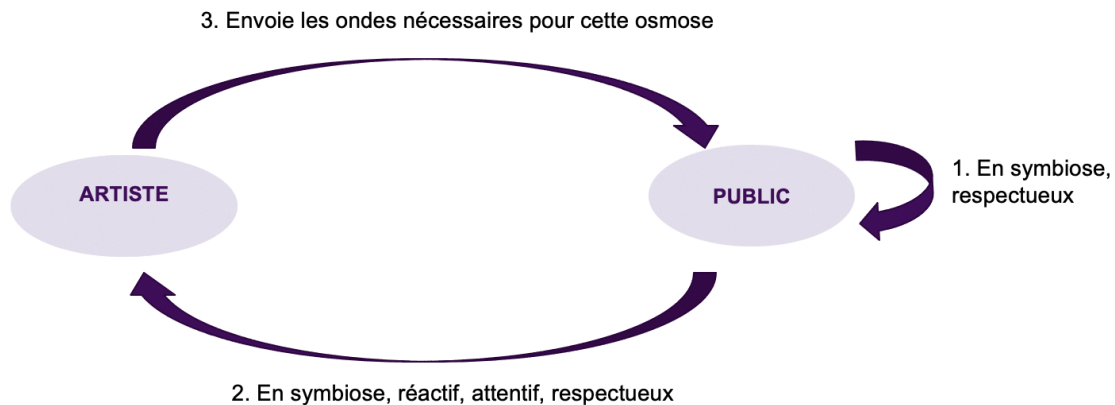 3. Envoie les ondes nécessaires pour cette osmose
ARTISTE
PUBLIC
1. En symbiose,
respectueux
2. En symbiose, réactif, attentif, respectueux